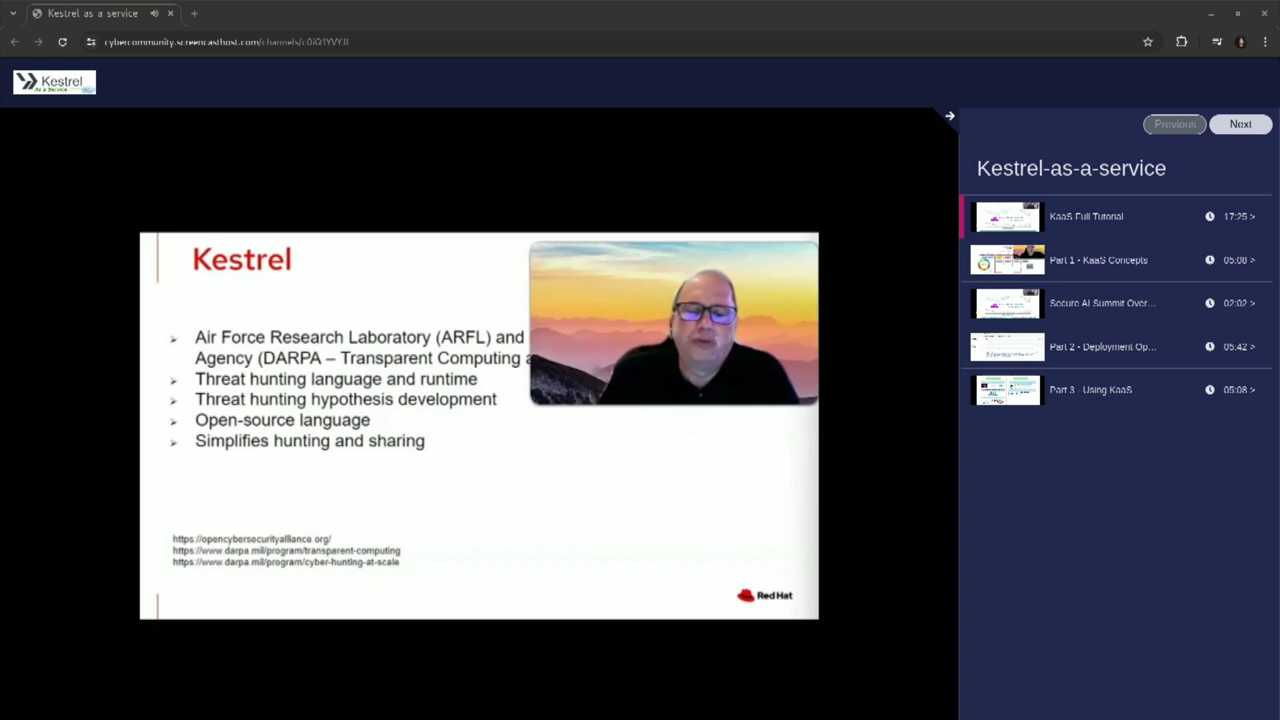 Kestrel as a service
cybercommunity.screencasthost.com/channels/
Kestrel
As a Service
Previous
Next
Kestrel-as-a-service
KaaS Full Tutorial
17:25 >
Part 1 - KaaS Concepts
05:08 >
Secure AI Summit Over...
02:02 >
Part 2 - Deployment Op...
05:42 >
Part 3 - Using KaaS
05:08 >
Kestrel
➢ Air Force Research Laboratory (ARFL) and
Agency (DARPA – Transparent Computing
➢ Threat hunting language and runtime
➢ Threat hunting hypothesis development
➢ Open-source language
➢ Simplifies hunting and sharing
https://opencybersecurityalliance.org/
https://www.darpa.mil/program/transparent-computing
https://www.darpa.mil/program/cyber-hunting-at-scale
Red Hat